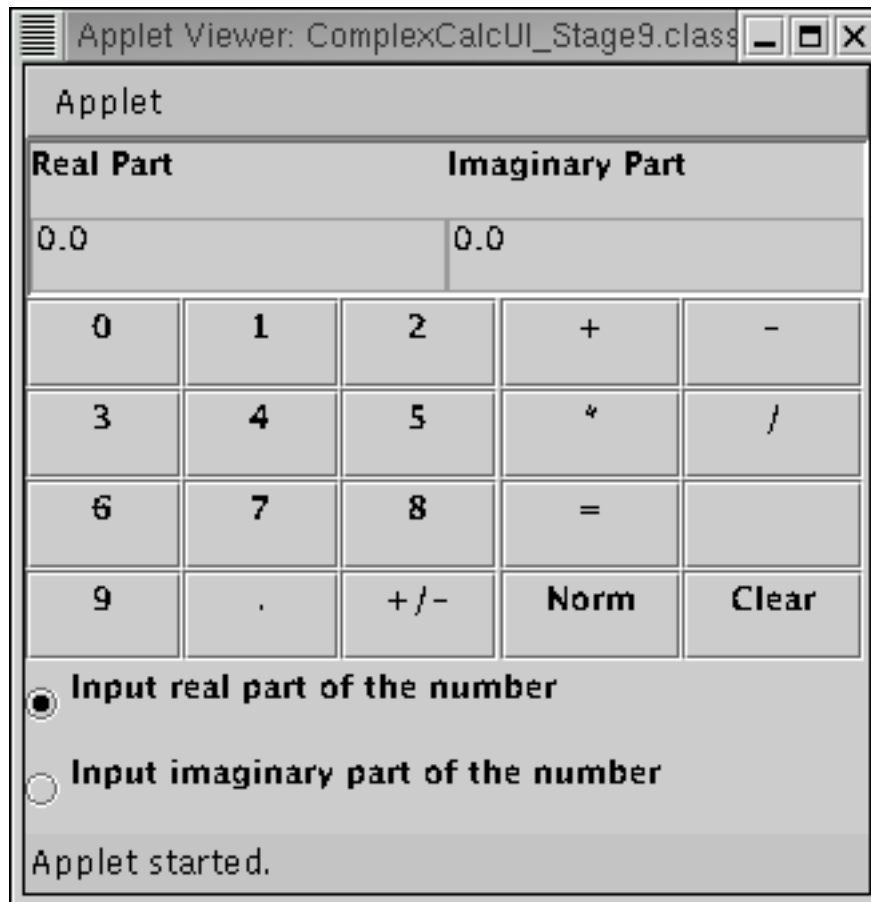 Applet Viewer: ComplexCalcUI_Stage9.class
Applet
Real Part Imaginary Part
0.0 0.0
0 1 2 + -
3 4 5 * /
6 7 8 =
9 . +/- Norm Clear
Input real part of the number
Input imaginary part of the number
Applet started.